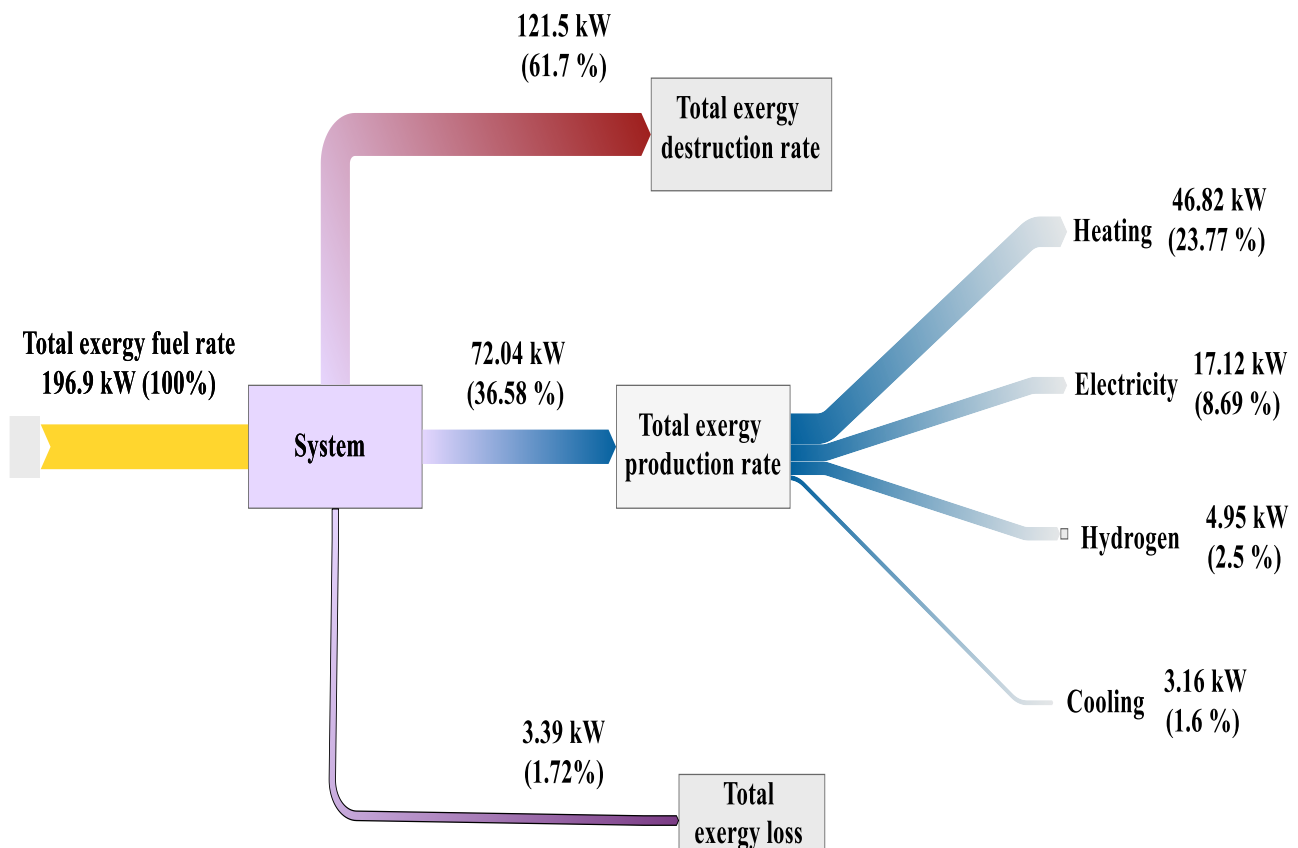 121.5 kW
(61.7 %)
Total exergy
destruction rate
46.82 kW
(23.77 %)
Heating
Total exergy fuel rate
196.9 kW (100%)
System
72.04 kW
(36.58 %)
Total exergy
production rate
17.12 kW
(8.69 %)
Electricity
4.95 kW
(2.5 %)
Hydrogen
3.16 kW
(1.6 %)
Cooling
3.39 kW
(1.72%)
Total
exergy loss